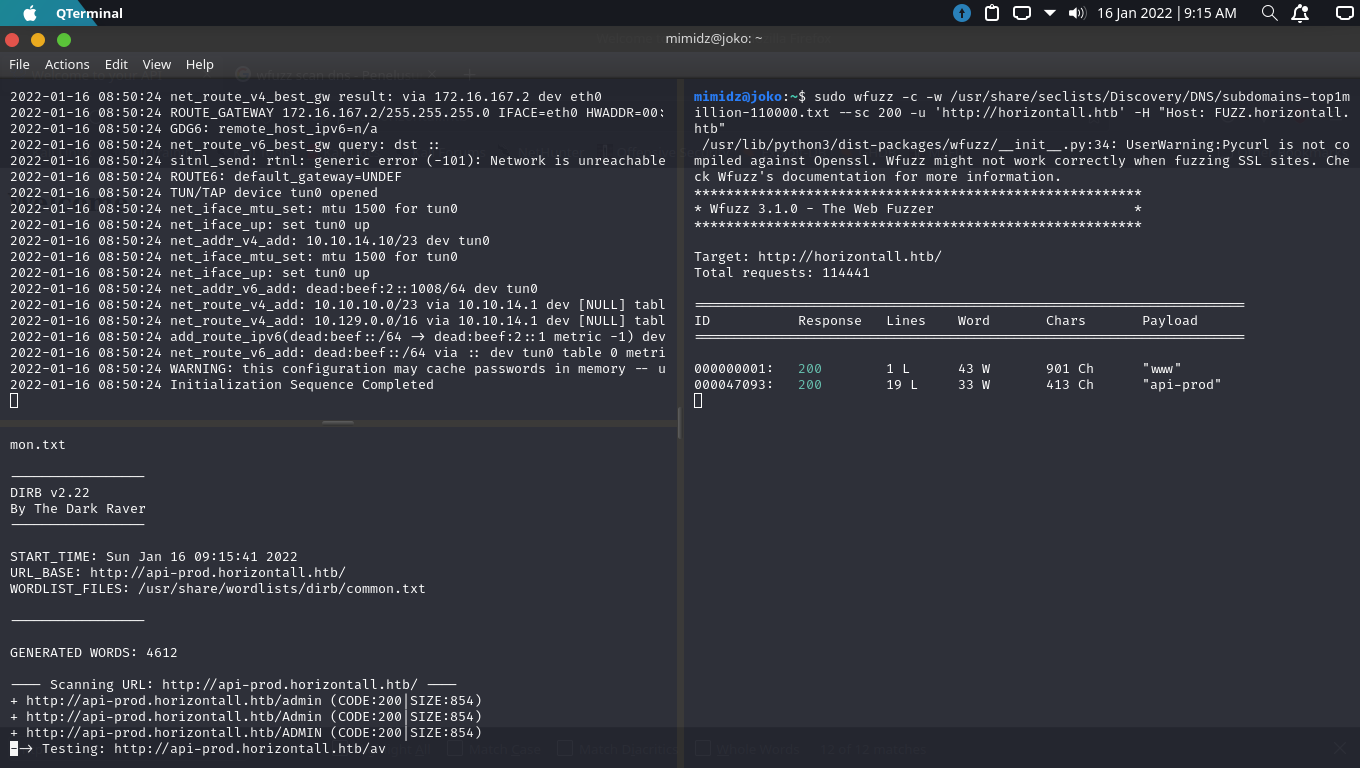 QTerminal
16 Jan 2022 | 9:15 AM
mimidz@joko: ~
File Actions Edit View Help
2022-01-16 08:50:24 net_route_v4_best_gw result: via 172.16.167.2 dev eth0
2022-01-16 08:50:24 ROUTE_GATEWAY 172.16.167.2/255.255.255.0 IFACE=eth0 HWADDR=00:
2022-01-16 08:50:24 GDG6: remote_host_ipv6=n/a
2022-01-16 08:50:24 net_route_v6_best_gw query: dst ::
2022-01-16 08:50:24 sitnl_send: rtnl: generic error (-101): Network is unreachable
2022-01-16 08:50:24 ROUTE6: default_gateway=UNDEF
2022-01-16 08:50:24 TUN/TAP device tun0 opened
2022-01-16 08:50:24 net_iface_mtu_set: mtu 1500 for tun0
2022-01-16 08:50:24 net_iface_up: set tun0 up
2022-01-16 08:50:24 net_addr_v4_add: 10.10.14.10/23 dev tun0
2022-01-16 08:50:24 net_iface_mtu_set: mtu 1500 for tun0
2022-01-16 08:50:24 net_iface_up: set tun0 up
2022-01-16 08:50:24 net_addr_v6_add: dead:beef:2::1008/64 dev tun0
2022-01-16 08:50:24 net_route_v4_add: 10.10.10.0/23 via 10.10.14.1 dev [NULL] tabl
2022-01-16 08:50:24 net_route_v4_add: 10.129.0.0/16 via 10.10.14.1 dev [NULL] tabl
2022-01-16 08:50:24 add_route_ipv6(dead:beef::/64 -> dead:beef:2::1 metric -1) dev
2022-01-16 08:50:24 net_route_v6_add: dead:beef::/64 via :: dev tun0 table 0 metri
2022-01-16 08:50:24 WARNING: this configuration may cache passwords in memory -- u
2022-01-16 08:50:24 Initialization Sequence Completed
mon.txt
-----------------
DIRB v2.22
By The Dark Raver
-----------------
START_TIME: Sun Jan 16 09:15:41 2022
URL_BASE: http://api-prod.horizontall.htb/
WORDLIST_FILES: /usr/share/wordlists/dirb/common.txt
-----------------
GENERATED WORDS: 4612
---- Scanning URL: http://api-prod.horizontall.htb/ ----
+ http://api-prod.horizontall.htb/admin (CODE:200|SIZE:854)
+ http://api-prod.horizontall.htb/Admin (CODE:200|SIZE:854)
+ http://api-prod.horizontall.htb/ADMIN (CODE:200|SIZE:854)
--> Testing: http://api-prod.horizontall.htb/av
mimidz@joko:~$ sudo wfuzz -c -w /usr/share/seclists/Discovery/DNS/subdomains-top1m
illion-110000.txt --sc 200 -u 'http://horizontall.htb' -H "Host: FUZZ.horizontall.
htb"
/usr/lib/python3/dist-packages/wfuzz/__init__.py:34: UserWarning:Pycurl is not co
mpiled against Openssl. Wfuzz might not work correctly when fuzzing SSL sites. Che
ck Wfuzz's documentation for more information.
********************************************************
* Wfuzz 3.1.0 - The Web Fuzzer                         *
********************************************************
Target: http://horizontall.htb/
Total requests: 114441
=====================================================================
ID Response Lines Word Chars Payload
=====================================================================
000000001: 200 1 L 43 W 901 Ch "www"
000047093: 200 19 L 33 W 413 Ch "api-prod"